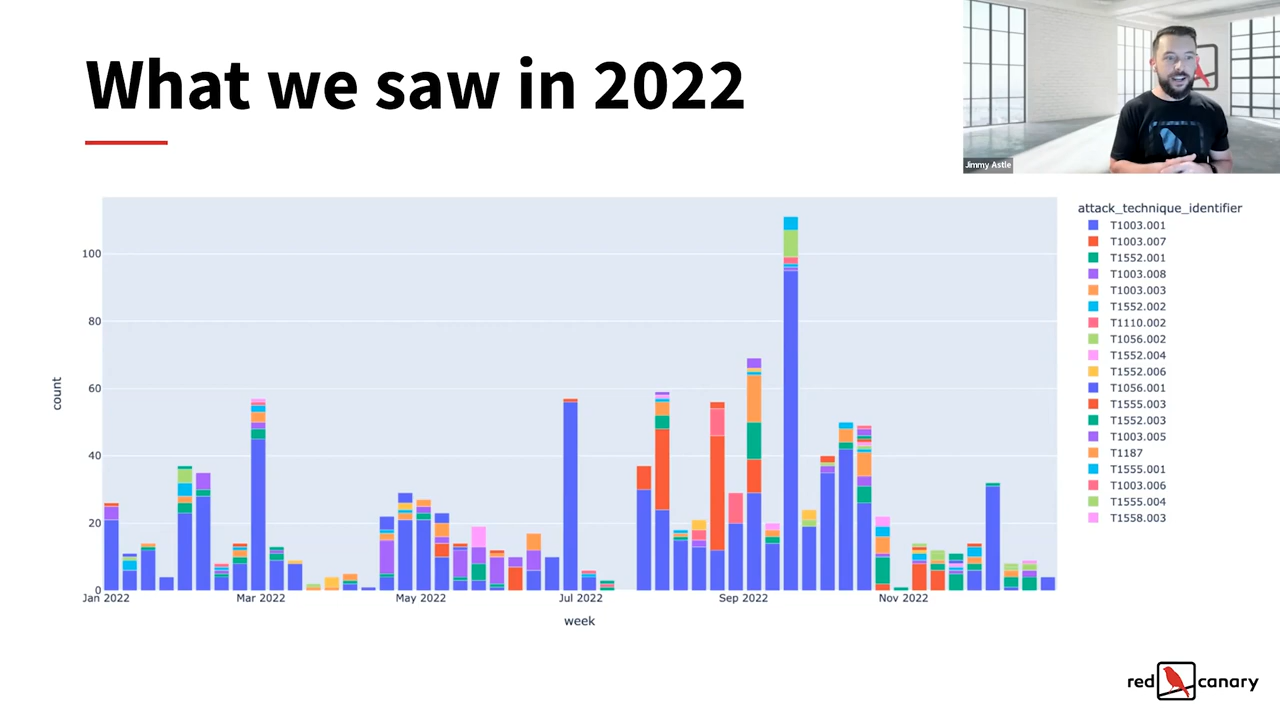 What we saw in 2022
Jimmy Astle
attack_technique_identifier
T1003.001
T1003.007
T1552.001
T1003.008
T1003.003
T1552.002
T1110.002
T1056.002
T1552.004
T1552.006
T1056.001
T1555.003
T1552.003
T1003.005
T1187
T1555.001
T1003.006
T1555.004
T1558.003
count
100
80
60
40
20
0
Jan 2022 Mar 2022 May 2022 Jul 2022 Sep 2022 Nov 2022
week
red canary